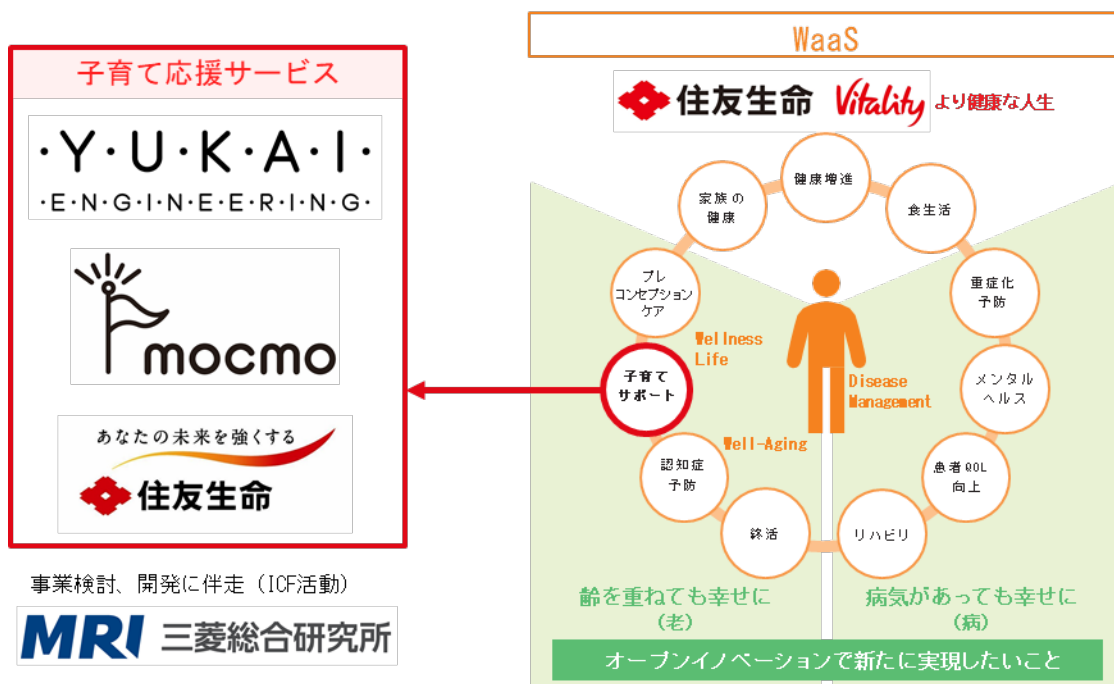 子育て応援サービス
・Y・U・K・A・I・
・E・N・G・I・N・E・E・R・I・N・G・
mocmo
あなたの未来を強くする
住友生命
事業検討、開発に伴走（ICF活動）
MRI 三菱総合研究所
WaaS
住友生命 Vitality より健康な人生
健康増進
家族の
健康
食生活
プレ
コンセプション
ケア
重症化
予防
Wellness
Life
子育て
サポート
Disease
Management
メンタル
ヘルス
Well-Aging
認知症
予防
患者QOL
向上
終活
リハビリ
齢を重ねても幸せに
（老）
病気があっても幸せに
（病）
オープンイノベーションで新たに実現したいこと